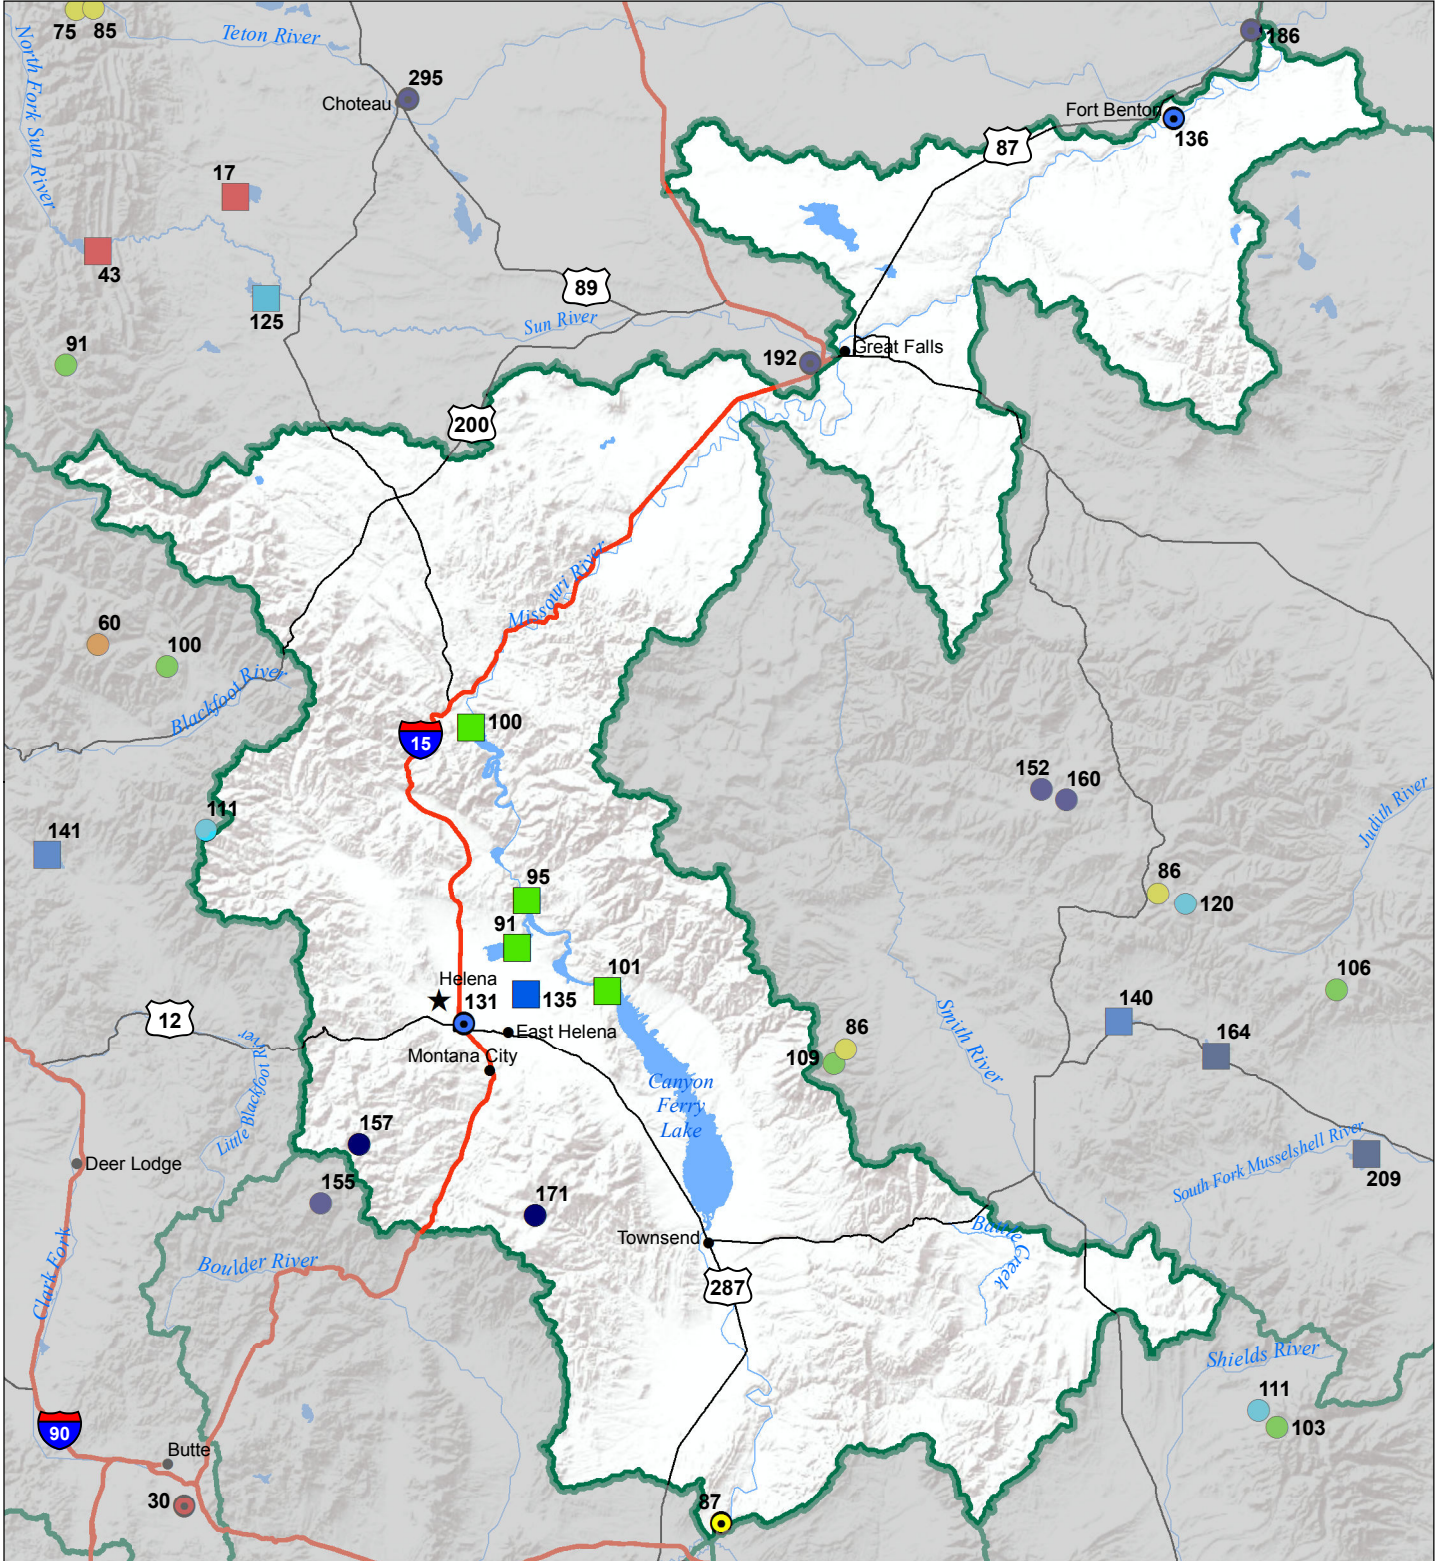 75
85
Teton River
186
North Fork Sun River
295
Choteau
Fort Benton
136
87
17
43
89
125
Sun River
91
192
Great Falls
200
Missouri River
60
100
Blackfoot River
100
15
152
160
Judith River
111
141
86
120
95
91
101
106
Helena
131
135
140
12
East Helena
Smith River
86
109
164
Montana City
Little Blackfoot River
Canyon
Ferry
Lake
157
South Fork Musselshell River
Deer Lodge
209
155
171
Townsend
Battle Creek
Boulder River
Clark Fork
287
Shields River
111
103
90
Butte
30
87